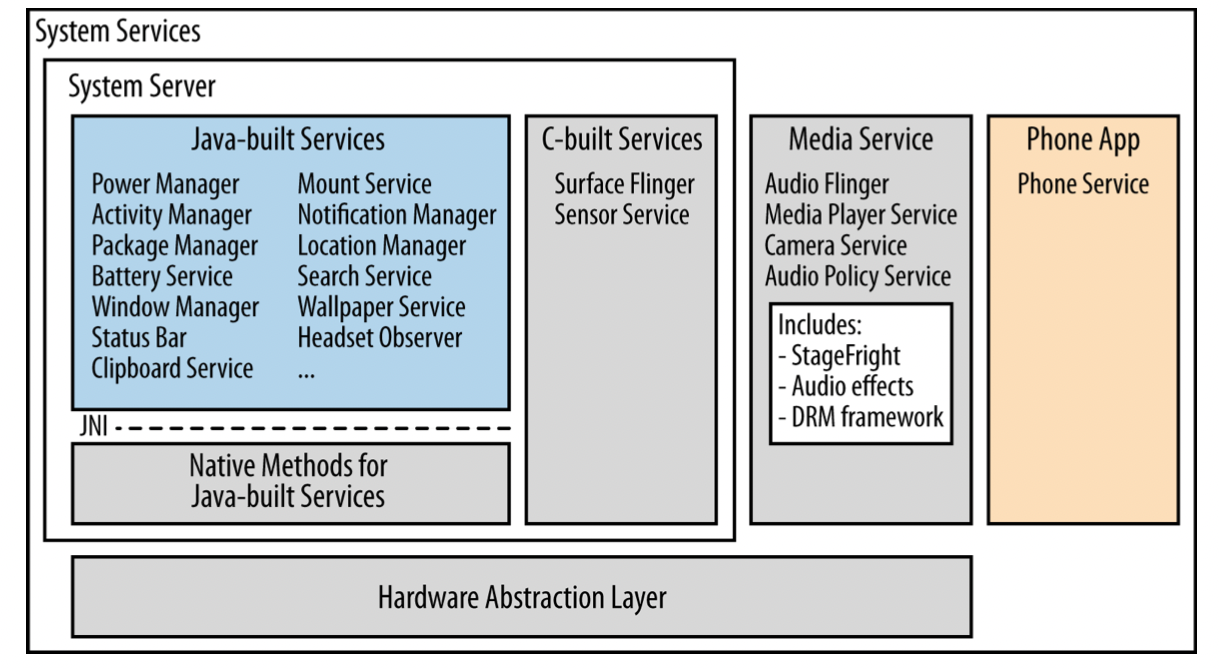 System Services
System Server
Java-built Services
Power Manager
Activity Manager
Package Manager
Battery Service
Window Manager
Status Bar
Clipboard Service
Mount Service
Notification Manager
Location Manager
Search Service
Wallpaper Service
Headset Observer
...
JNI
Native Methods for
Java-built Services
C-built Services
Surface Flinger
Sensor Service
Media Service
Audio Flinger
Media Player Service
Camera Service
Audio Policy Service
Includes:
- StageFright
- Audio effects
- DRM framework
Phone App
Phone Service
Hardware Abstraction Layer